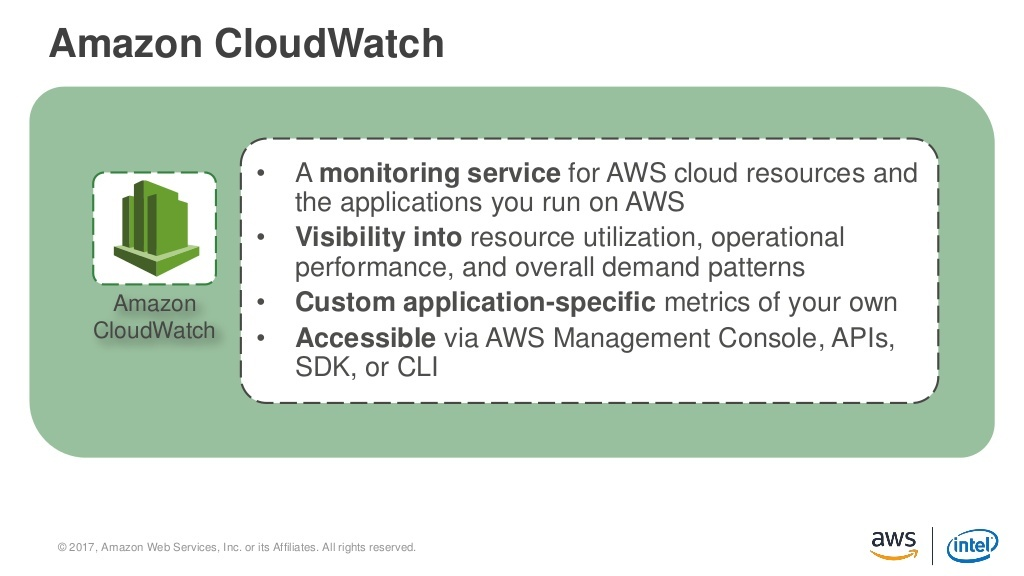 Amazon CloudWatch
• A monitoring service for AWS cloud resources and
the applications you run on AWS
• Visibility into resource utilization, operational
performance, and overall demand patterns
• Custom application-specific metrics of your own
• Accessible via AWS Management Console, APIs,
SDK, or CLI
Amazon
CloudWatch
© 2017, Amazon Web Services, Inc. or its Affiliates. All rights reserved.
aws
intel